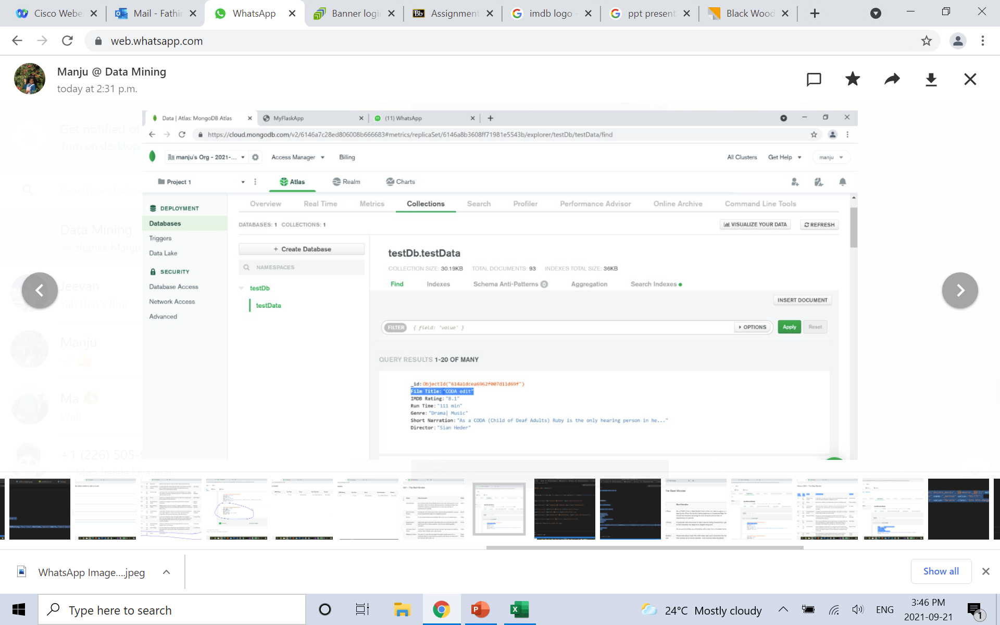 Cisco Webe
Mail - Fathir
WhatsApp
Banner login
Assignment
imdb logo -
ppt present
Black Wood
web.whatsapp.com
Manju @ Data Mining
today at 2:31 p.m.
Get notified of
Turn on desktop
Search or start ne
Data Mining
thanks Manju
Jeevan
Yah that's fine
Manju
Ma
Wait
+1 (226) 505-9
Data | Atlas: MongoDB Atlas
MyFlaskApp
(11) WhatsApp
https://cloud.mongodb.com/v2/6146a7c28ed806008b666683#metrics/replicaSet/6146a8b3608ff71981e5543b/explorer/testDb/testData/find
manju's Org - 2021-...
Access Manager
Billing
All Clusters
Get Help
manju
Project 1
Atlas
Realm
Charts
DEPLOYMENT
Databases
Triggers
Data Lake
SECURITY
Database Access
Network Access
Advanced
Overview
Real Time
Metrics
Collections
Search
Profiler
Performance Advisor
Online Archive
Command Line Tools
DATABASES: 1 COLLECTIONS: 1
VISUALIZE YOUR DATA
REFRESH
+ Create Database
NAMESPACES
testDb
testData
testDb.testData
COLLECTION SIZE: 30.19KB TOTAL DOCUMENTS: 93 INDEXES TOTAL SIZE: 36KB
Find
Indexes
Schema Anti-Patterns 0
Aggregation
Search Indexes
INSERT DOCUMENT
FILTER { field: 'value' }
OPTIONS
Apply
Reset
QUERY RESULTS 1-20 OF MANY
_id: ObjectId("614a1dcea6962f007d11d69f")
Film Title: "CODA edit"
IMDB Rating: "8.1"
Run Time: "111 min"
Genre: "Drama| Music"
Short Narration: "As a CODA (Child of Deaf Adults) Ruby is the only hearing person in he..."
Director: "Sian Heder"
WhatsApp Image....jpeg
Show all
Type here to search
24°C Mostly cloudy
ENG
3:46 PM
2021-09-21
1